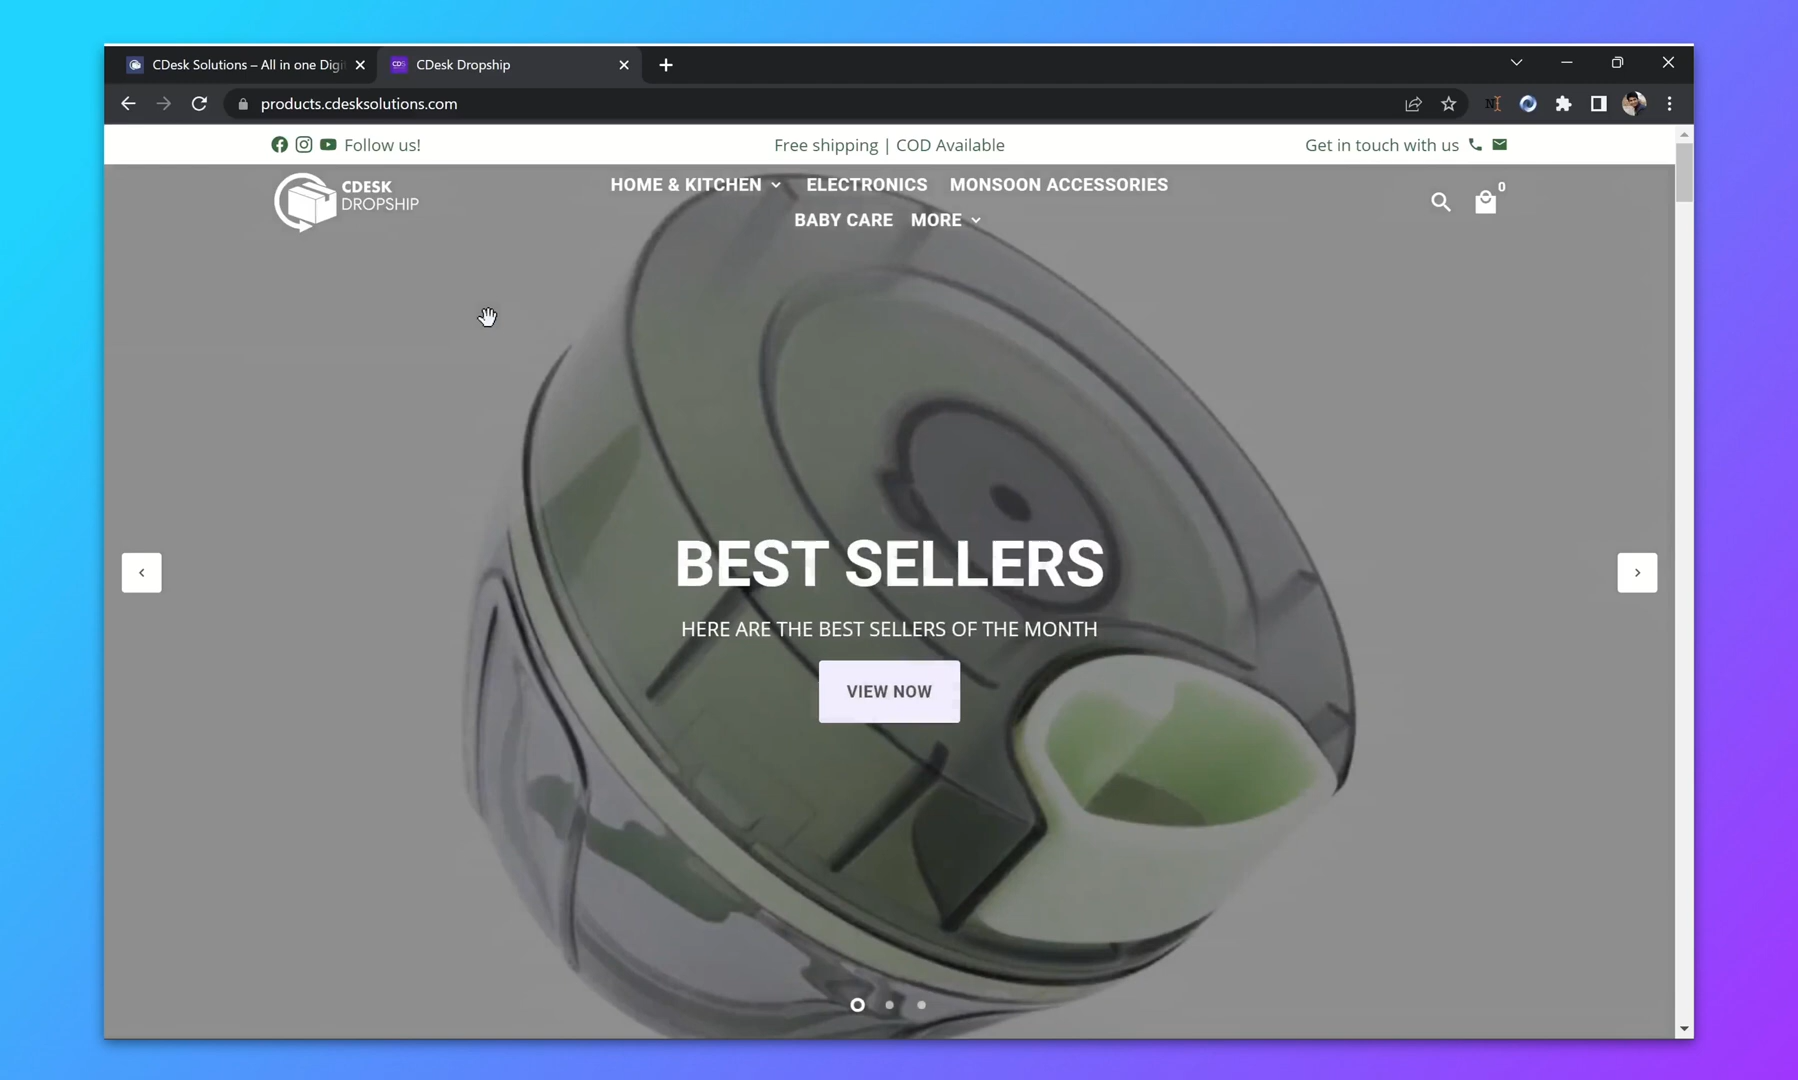 CDesk Solutions – All in one Digi
CDesk Dropship
products.cdesksolutions.com
Follow us!
Free shipping | COD Available
Get in touch with us
CDESK
DROPSHIP
HOME & KITCHEN
ELECTRONICS
MONSOON ACCESSORIES
BABY CARE
MORE
0
BEST SELLERS
HERE ARE THE BEST SELLERS OF THE MONTH
VIEW NOW